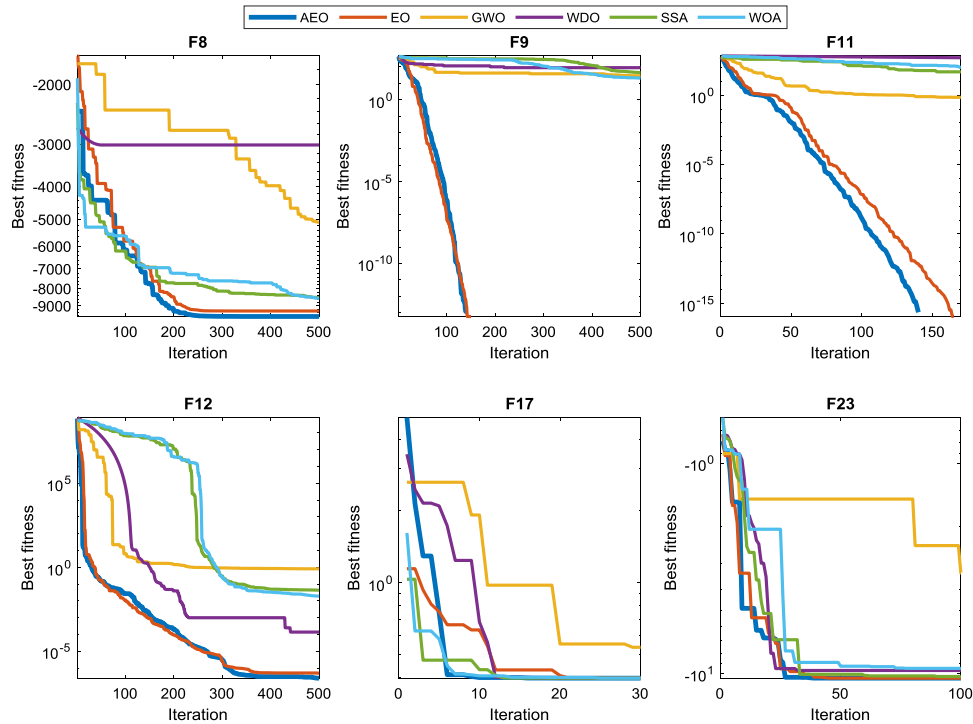 AEO EO GWO WDO SSA WOA
F8
Best fitness
-2000
-3000
-4000
-5000
-6000
-7000
-8000
-9000
100 200 300 400 500
Iteration
F9
Best fitness
10^0
10^-5
10^-10
0 100 200 300 400 500
Iteration
F11
Best fitness
10^0
10^-5
10^-10
10^-15
0 50 100 150
Iteration
F12
Best fitness
10^5
10^0
10^-5
100 200 300 400 500
Iteration
F17
Best fitness
10^0
0 10 20 30
Iteration
F23
Best fitness
-10^0
-10^1
0 50 100
Iteration